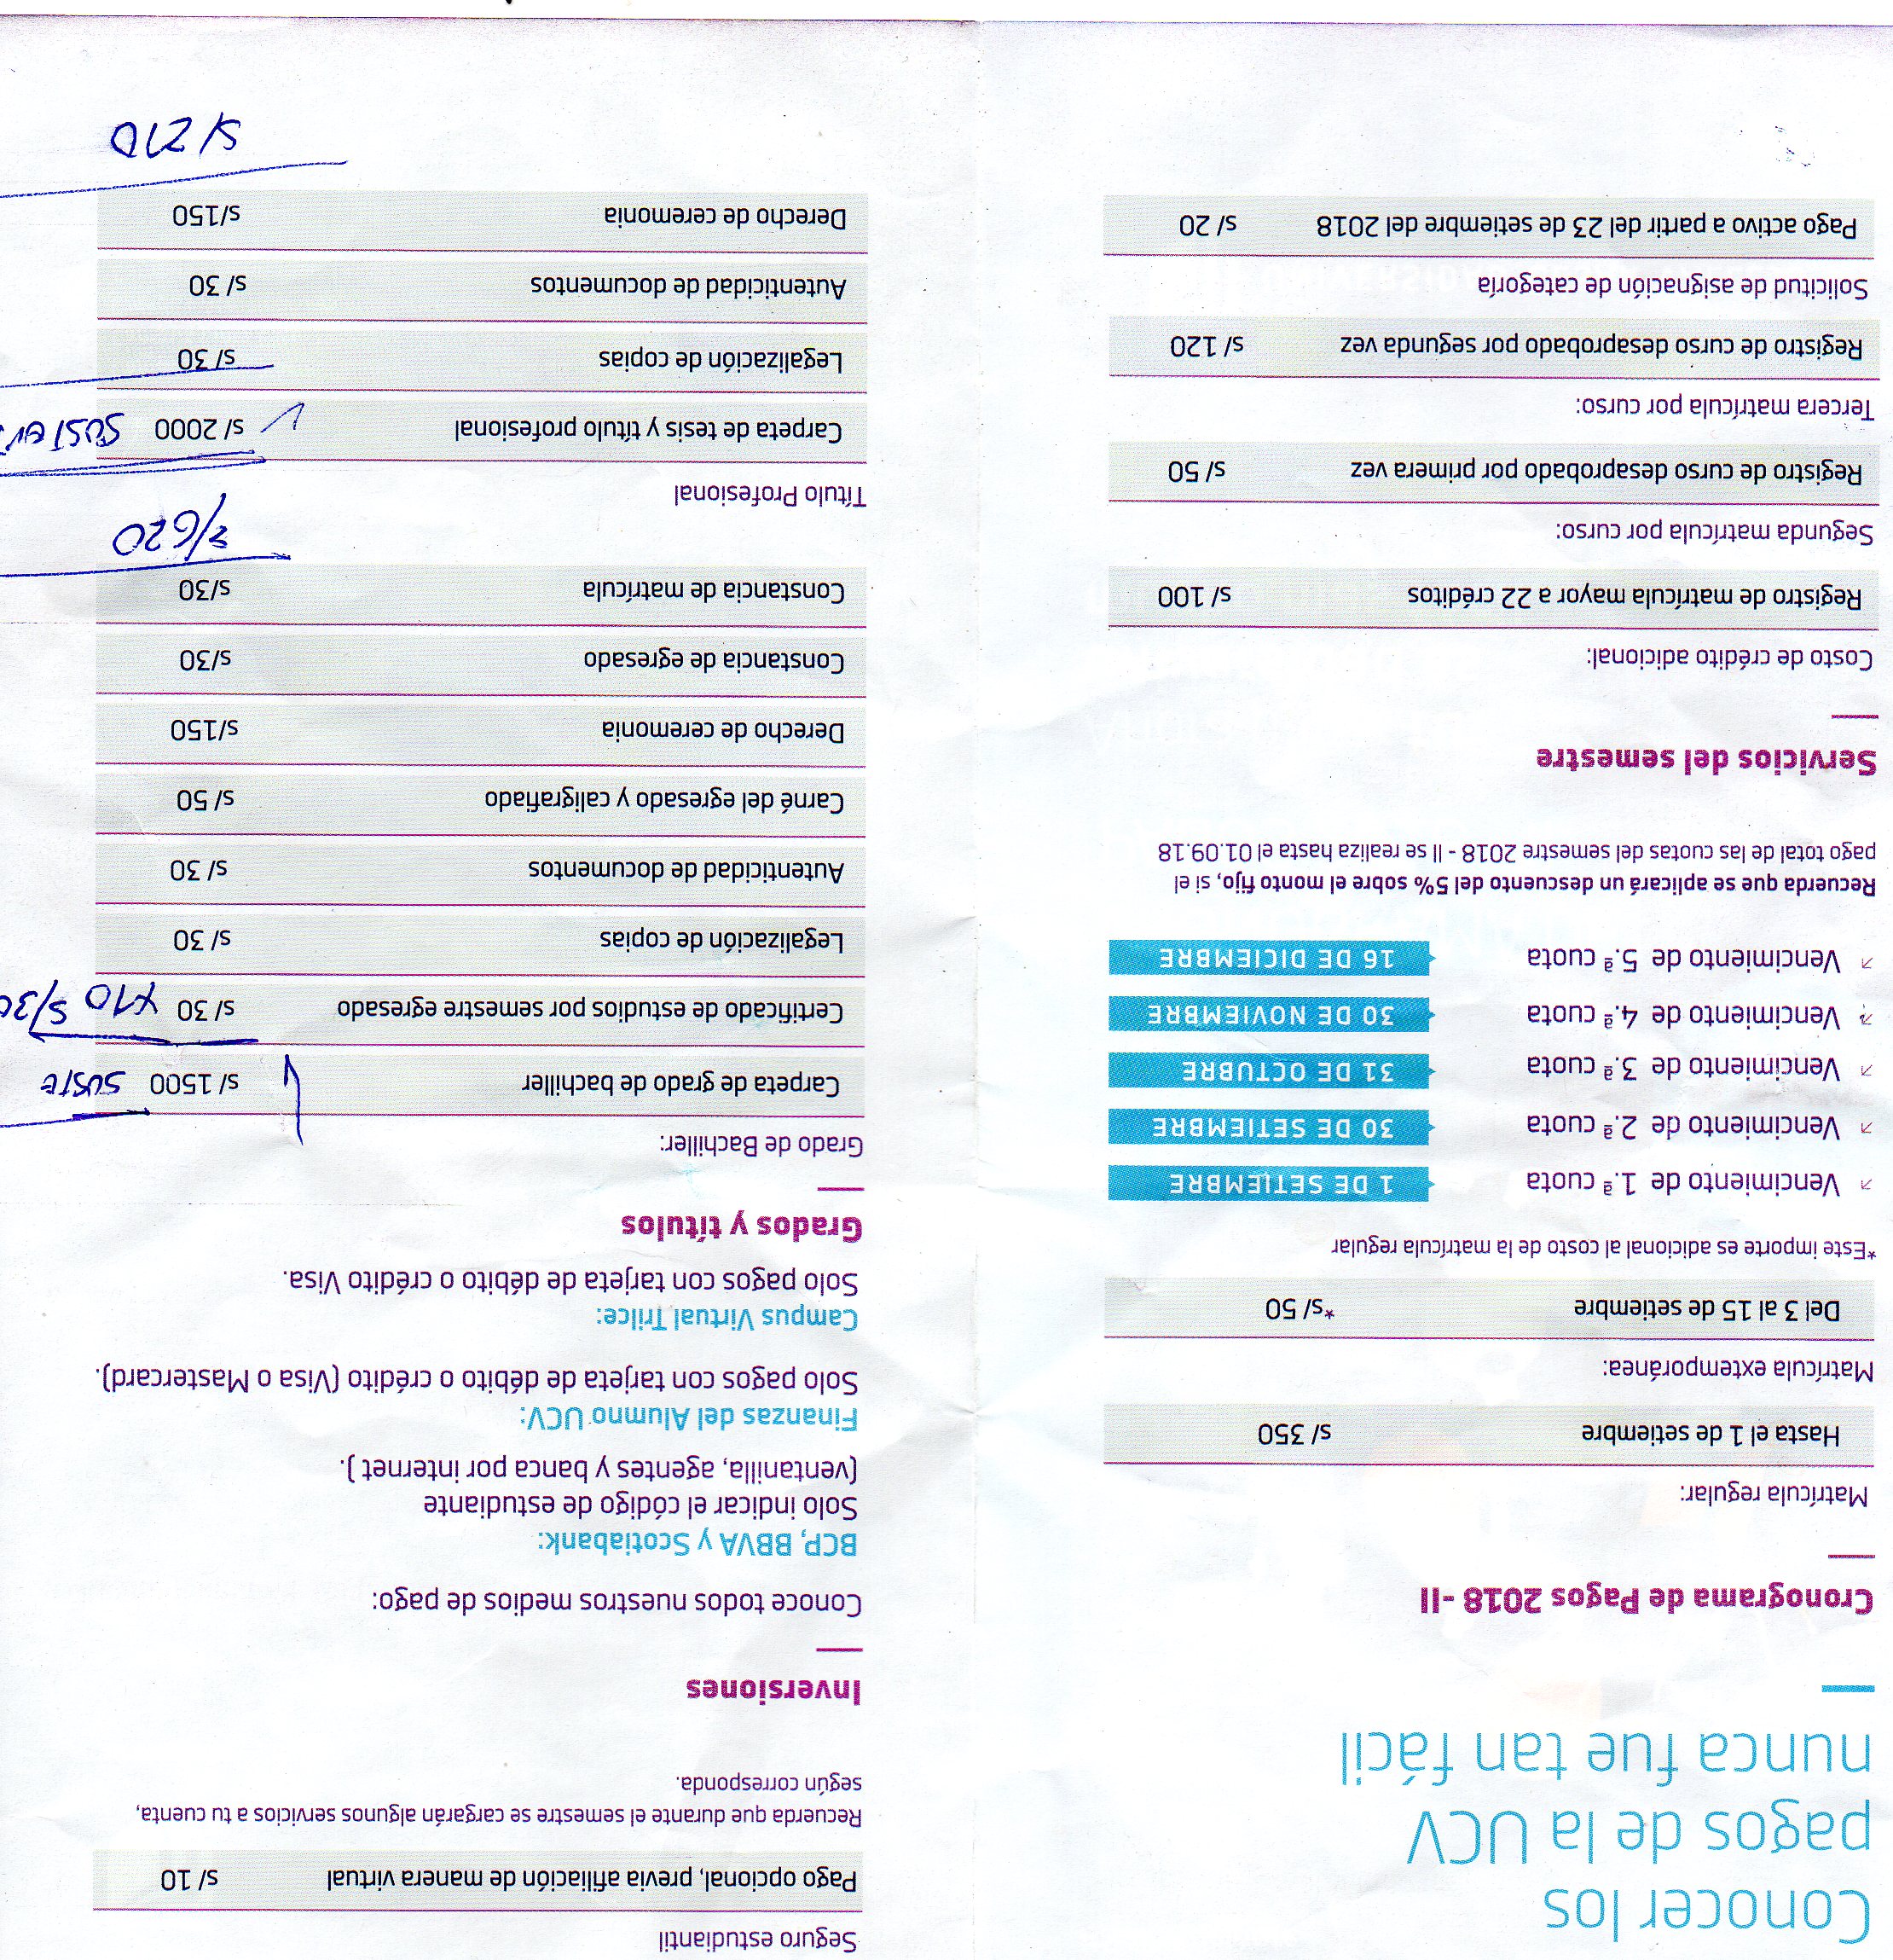 Conocer los
pagos de la UCV
nunca fue tan fácil
Cronograma de Pagos 2018 -II
Matrícula regular:
Hasta el 1 de setiembre s/ 350
Matrícula extemporánea:
Del 3 al 15 de setiembre *s/ 50
*Este importe es adicional al costo de la matrícula regular
Vencimiento de 1.ª cuota 1 DE SETIEMBRE
Vencimiento de 2.ª cuota 30 DE SETIEMBRE
Vencimiento de 3.ª cuota 31 DE OCTUBRE
Vencimiento de 4.ª cuota 30 DE NOVIEMBRE
Vencimiento de 5.ª cuota 16 DE DICIEMBRE
Recuerda que se aplicará un descuento del 5% sobre el monto fijo, si el
pago total de las cuotas del semestre 2018 - II se realiza hasta el 01.09.18
Servicios del semestre
Costo de crédito adicional:
Registro de matrícula mayor a 22 créditos s/ 100
Segunda matrícula por curso:
Registro de curso desaprobado por primera vez s/ 50
Tercera matrícula por curso:
Registro de curso desaprobado por segunda vez s/ 120
Solicitud de asignación de categoría
Pago activo a partir del 23 de setiembre del 2018 s/ 20
Seguro estudiantil
Pago opcional, previa afiliación de manera virtual s/ 10
Recuerda que durante el semestre se cargarán algunos servicios a tu cuenta,
según corresponda.
Inversiones
Conoce todos nuestros medios de pago:
BCP, BBVA y Scotiabank:
Solo indicar el código de estudiante
(ventanilla, agentes y banca por internet ).
Finanzas del Alumno UCV:
Solo pagos con tarjeta de débito o crédito (Visa o Mastercard).
Campus Virtual Trilce:
Solo pagos con tarjeta de débito o crédito Visa.
Grados y títulos
Grado de Bachiller:
Carpeta de grado de bachiller s/ 1500 SUSTE
Certificado de estudios por semestre egresado s/ 30 x10 S/30
Legalización de copias s/ 30
Autenticidad de documentos s/ 30
Carné del egresado y caligrafiado s/ 50
Derecho de ceremonia s/150
Constancia de egresado s/30
Constancia de matrícula s/30
s/620
Título Profesional
Carpeta de tesis y título profesional s/ 2000 SUSTEN
Legalización de copias s/ 30
Autenticidad de documentos s/ 30
Derecho de ceremonia s/150
S/ 210